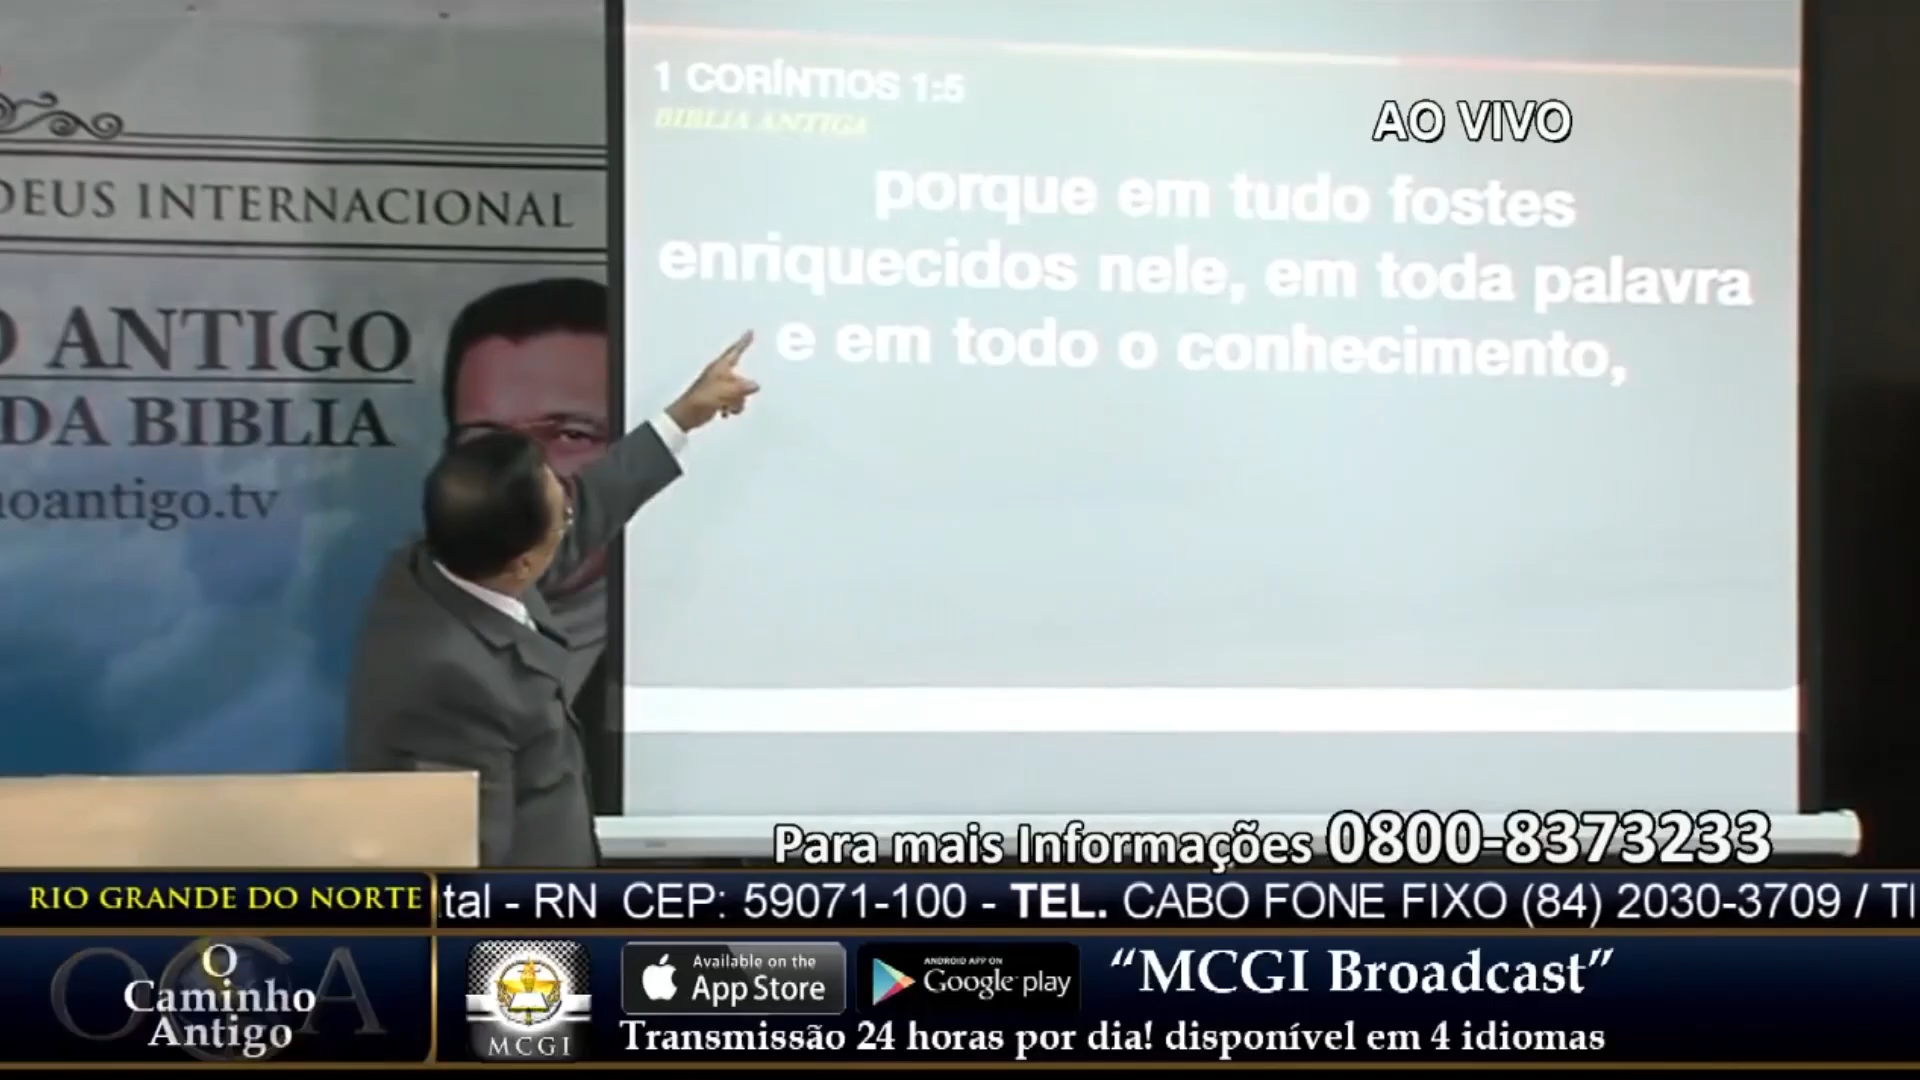 1 CORÍNTIOS 1:5
BIBLIA ANTIGA
AO VIVO
porque em tudo fostes
enriquecidos nele, em toda palavra
e em todo o conhecimento,
DEUS INTERNACIONAL
O ANTIGO
DA BIBLIA
hoantigo.tv
Para mais Informações 0800-8373233
RIO GRANDE DO NORTE
tal - RN CEP: 59071-100 - TEL. CABO FONE FIXO (84) 2030-3709 / TI
O
Caminho
Antigo
OCA
MCGI
Available on the
App Store
ANDROID APP ON
Google play
“MCGI Broadcast”
Transmissão 24 horas por dia! disponível em 4 idiomas